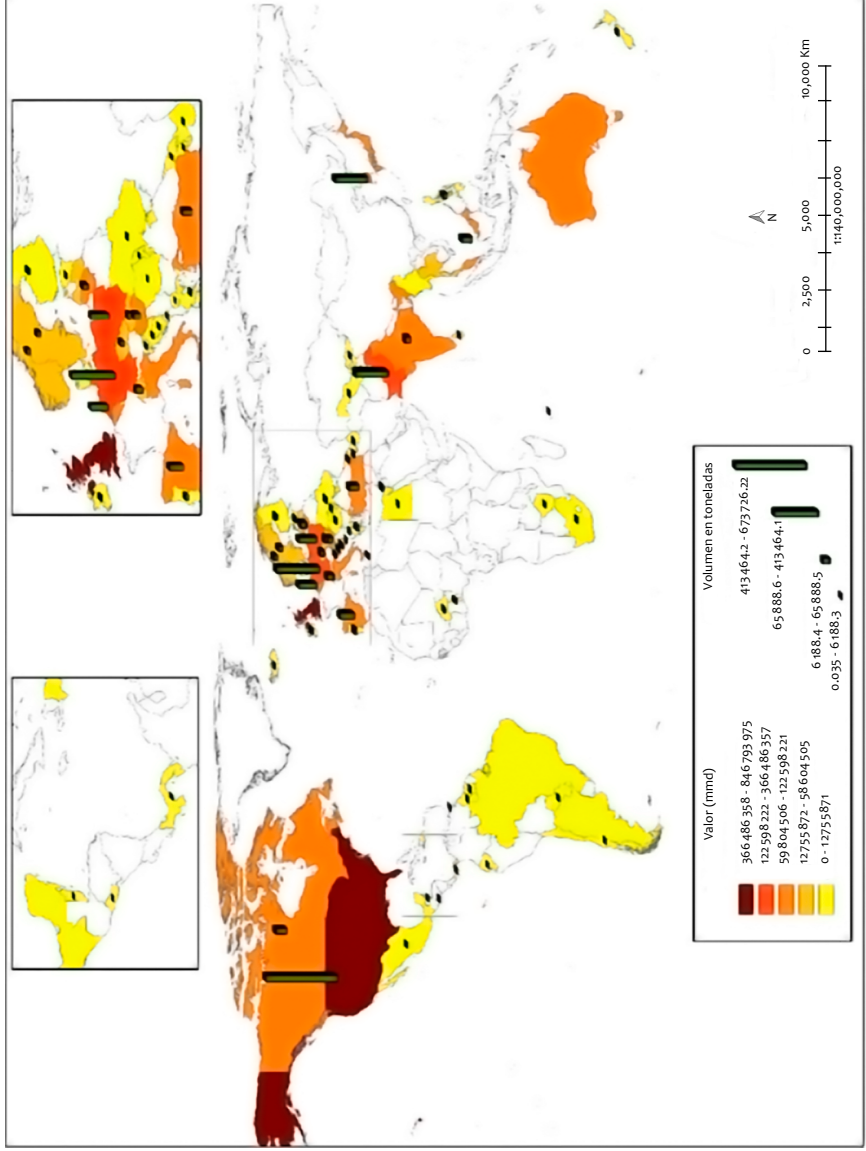 Valor (mmd)
366 486 358 - 846 793 975
122 598 222 - 366 486 357
59 804 506 - 122 598 221
12 755 872 - 58 604 505
0 - 12 755 871
Volumen en toneladas
413 464.2 - 673 726.22
65 888.6 - 413 464.1
6 188.4 - 65 888.5
0.035 - 6 188.3
N
0 2,500 5,000 10,000 Km
1:140,000,000